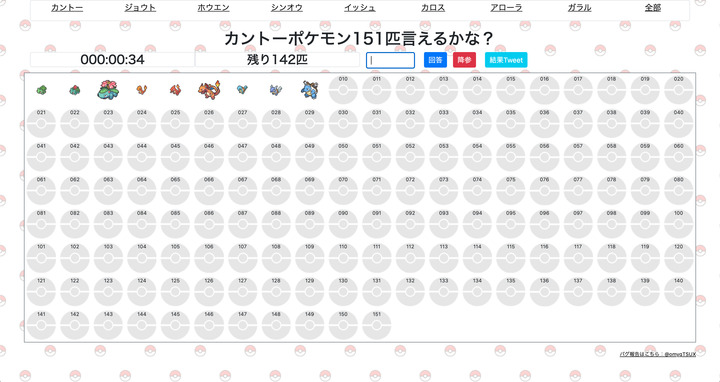 カントー ジョウト ホウエン シンオウ イッシュ カロス アローラ ガラル 全部
カントーポケモン151匹言えるかな？
000:00:34 残り142匹 回答 降参 結果Tweet
010 011 012 013 014 015 016 017 018 019 020
021 022 023 024 025 026 027 028 029 030 031 032 033 034 035 036 037 038 039 040
041 042 043 044 045 046 047 048 049 050 051 052 053 054 055 056 057 058 059 060
061 062 063 064 065 066 067 068 069 070 071 072 073 074 075 076 077 078 079 080
081 082 083 084 085 086 087 088 089 090 091 092 093 094 095 096 097 098 099 100
101 102 103 104 105 106 107 108 109 110 111 112 113 114 115 116 117 118 119 120
121 122 123 124 125 126 127 128 129 130 131 132 133 134 135 136 137 138 139 140
141 142 143 144 145 146 147 148 149 150 151
バグ報告はこちら：@omyqTSUX